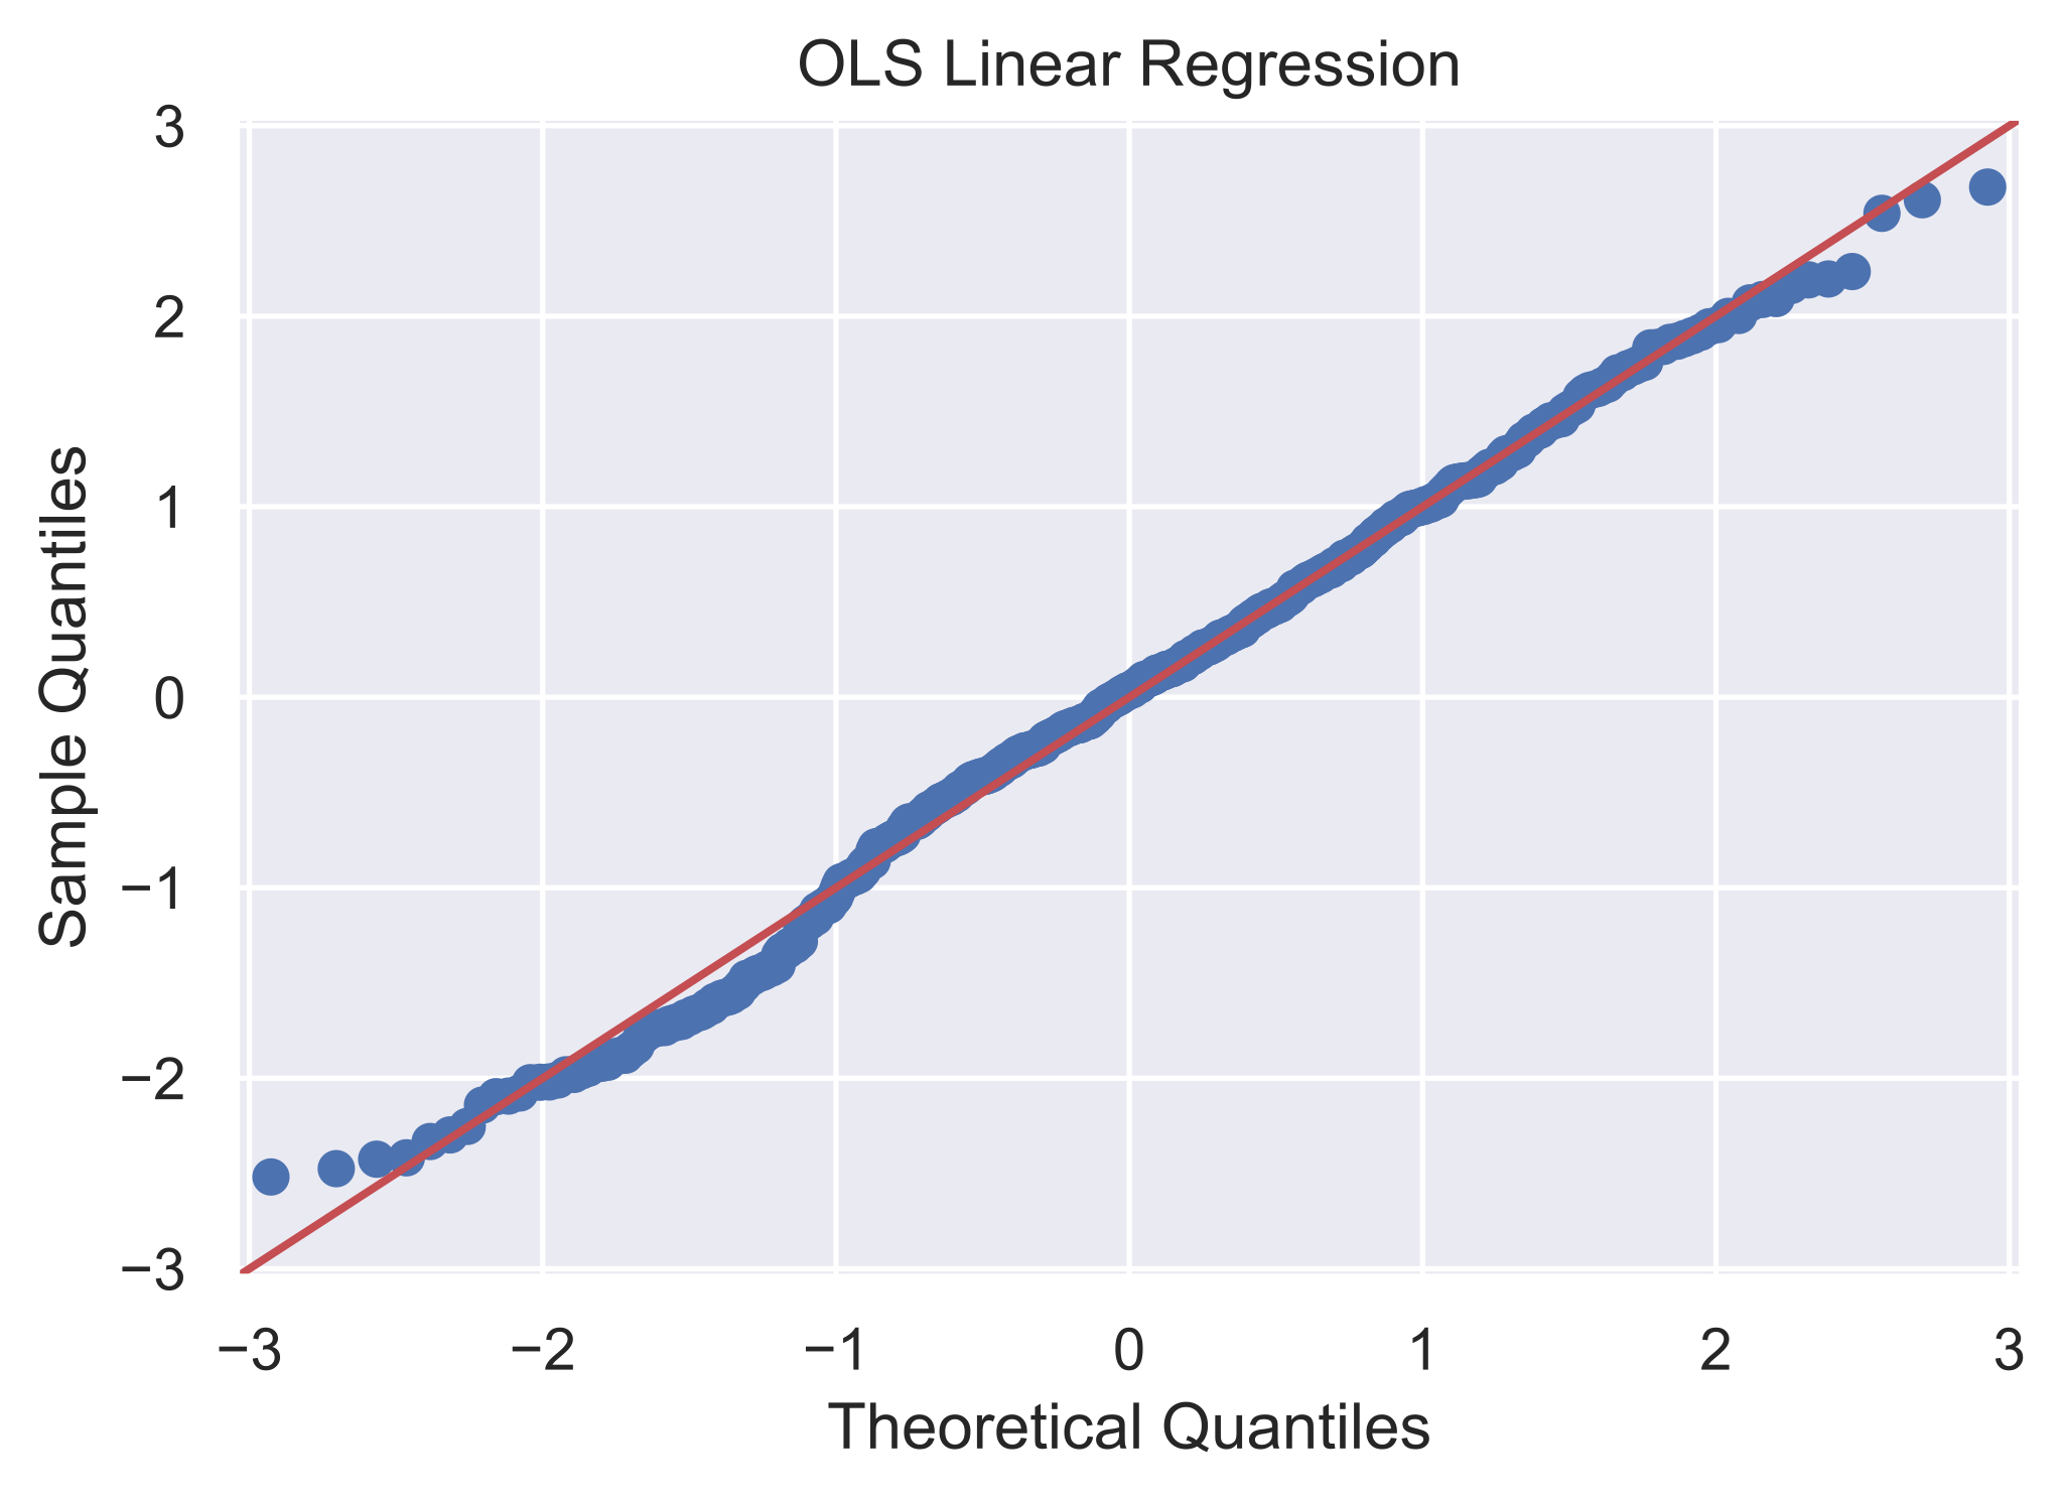 OLS Linear Regression
3
2
1
0
−1
−2
−3
Sample Quantiles
−3 −2 −1 0 1 2 3
Theoretical Quantiles